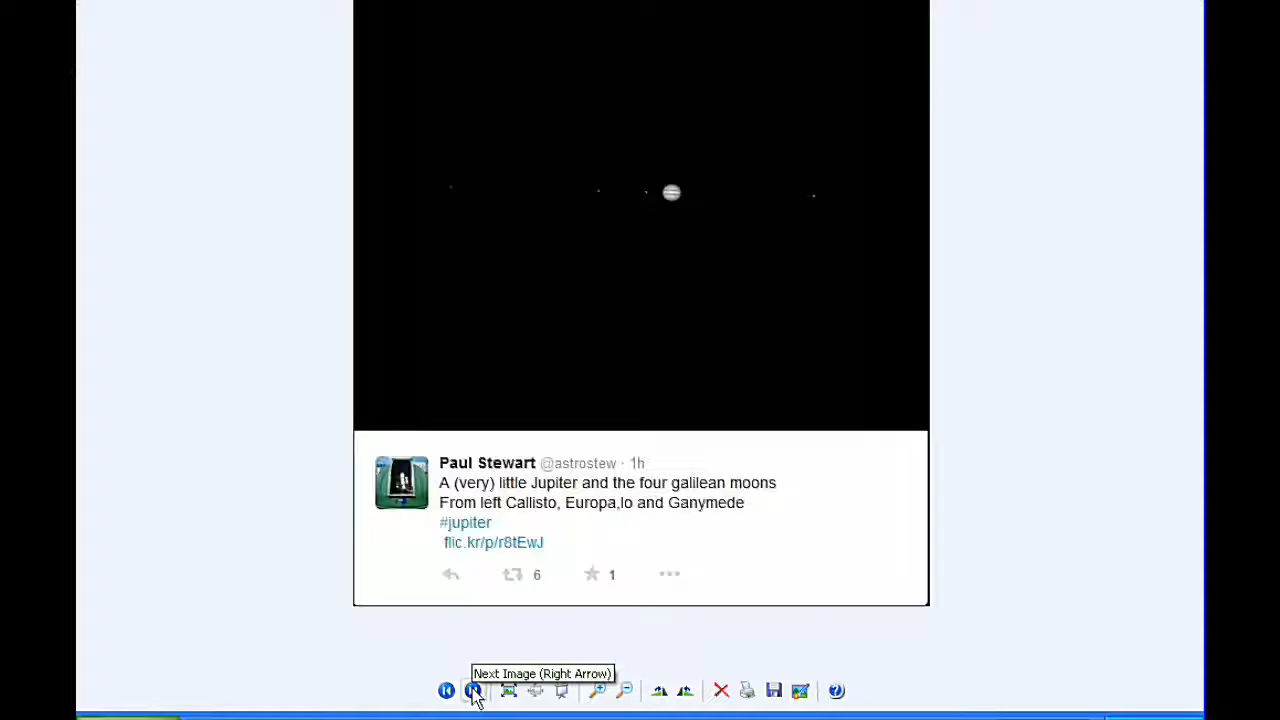 Paul Stewart @astrostew · 1h
A (very) little Jupiter and the four galilean moons
From left Callisto, Europa,Io and Ganymede
#jupiter
flic.kr/p/r8tEwJ
6 1
Next Image (Right Arrow)